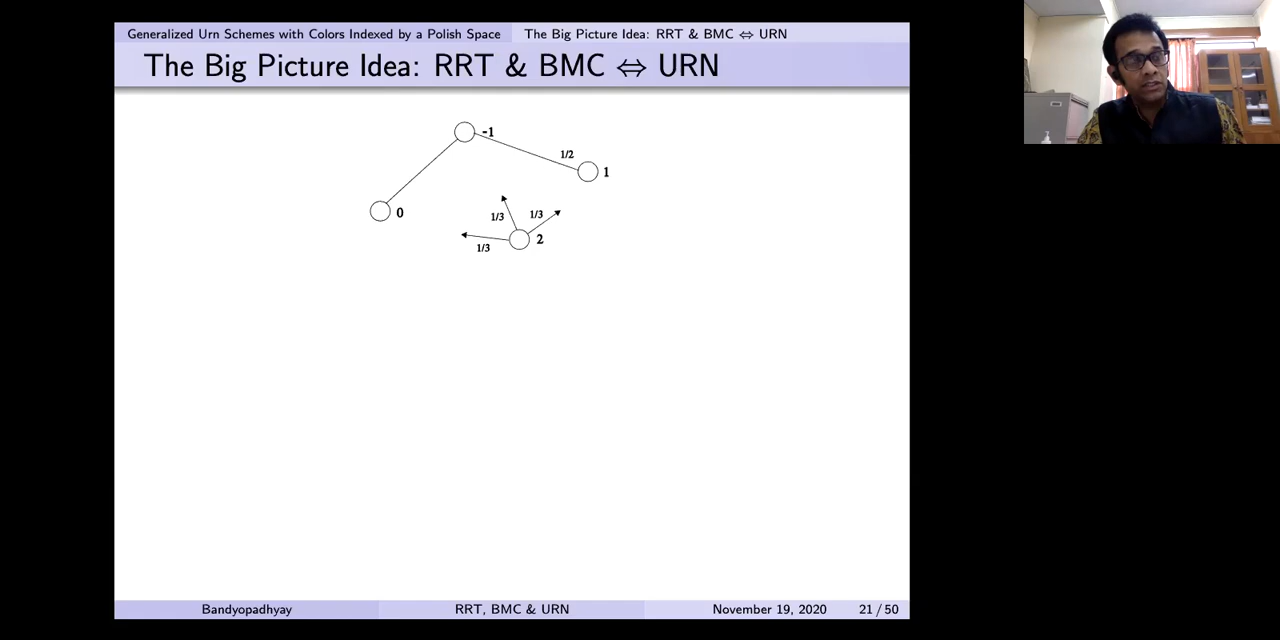 Generalized Urn Schemes with Colors Indexed by a Polish Space The Big Picture Idea: RRT & BMC ⇔ URN
The Big Picture Idea: RRT & BMC ⇔ URN
-1
1/2
1
0
1/3 1/3
2
1/3
Bandyopadhyay RRT, BMC & URN November 19, 2020 21 / 50